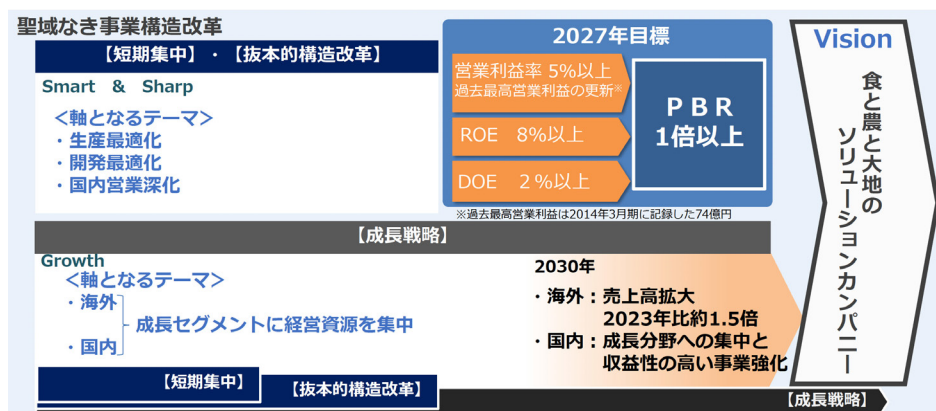 聖域なき事業構造改革
【短期集中】・【抜本的構造改革】
Smart & Sharp
<軸となるテーマ>
・生産最適化
・開発最適化
・国内営業深化
2027年目標
営業利益率 5%以上
過去最高営業利益の更新※
ROE 8%以上
DOE 2%以上
PBR
1倍以上
※過去最高営業利益は2014年3月期に記録した74億円
【成長戦略】
Growth
<軸となるテーマ>
・海外
・国内
成長セグメントに経営資源を集中
2030年
・海外:売上高拡大
2023年比約1.5倍
・国内:成長分野への集中と
収益性の高い事業強化
【短期集中】
【抜本的構造改革】
【成長戦略】
Vision
食と農と大地の
ソリューションカンパニー